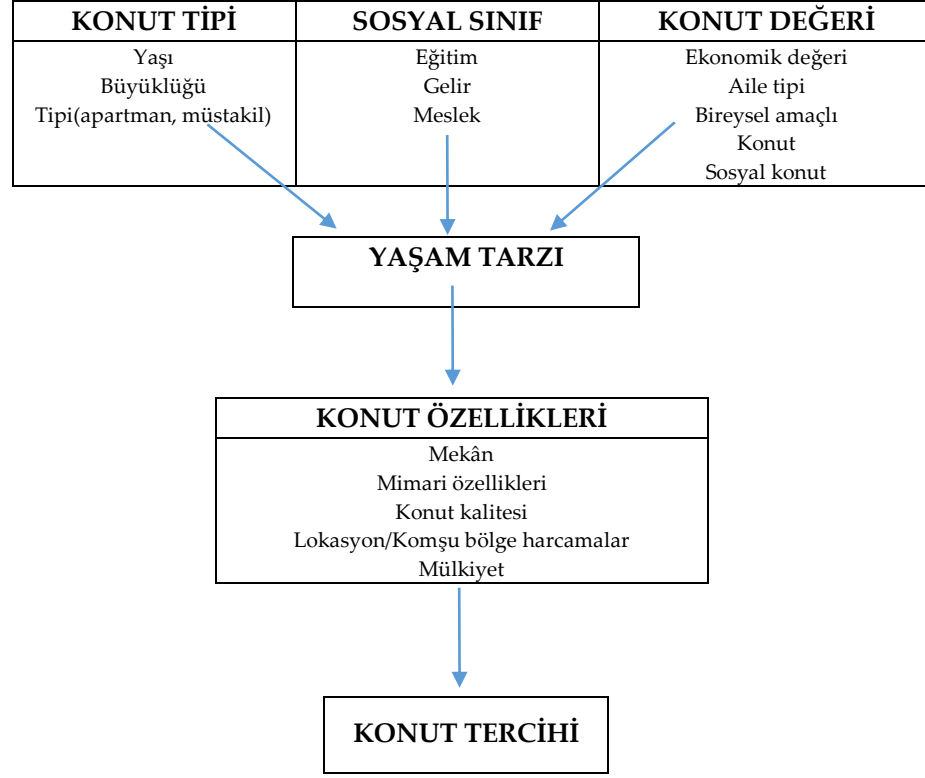 KONUT TİPİ
Yaşı
Büyüklüğü
Tipi(apartman, müstakil)
SOSYAL SINIF
Eğitim
Gelir
Meslek
KONUT DEĞERİ
Ekonomik değeri
Aile tipi
Bireysel amaçlı
Konut
Sosyal konut
YAŞAM TARZI
KONUT ÖZELLİKLERİ
Mekân
Mimari özellikleri
Konut kalitesi
Lokasyon/Komşu bölge harcamalar
Mülkiyet
KONUT TERCİHİ